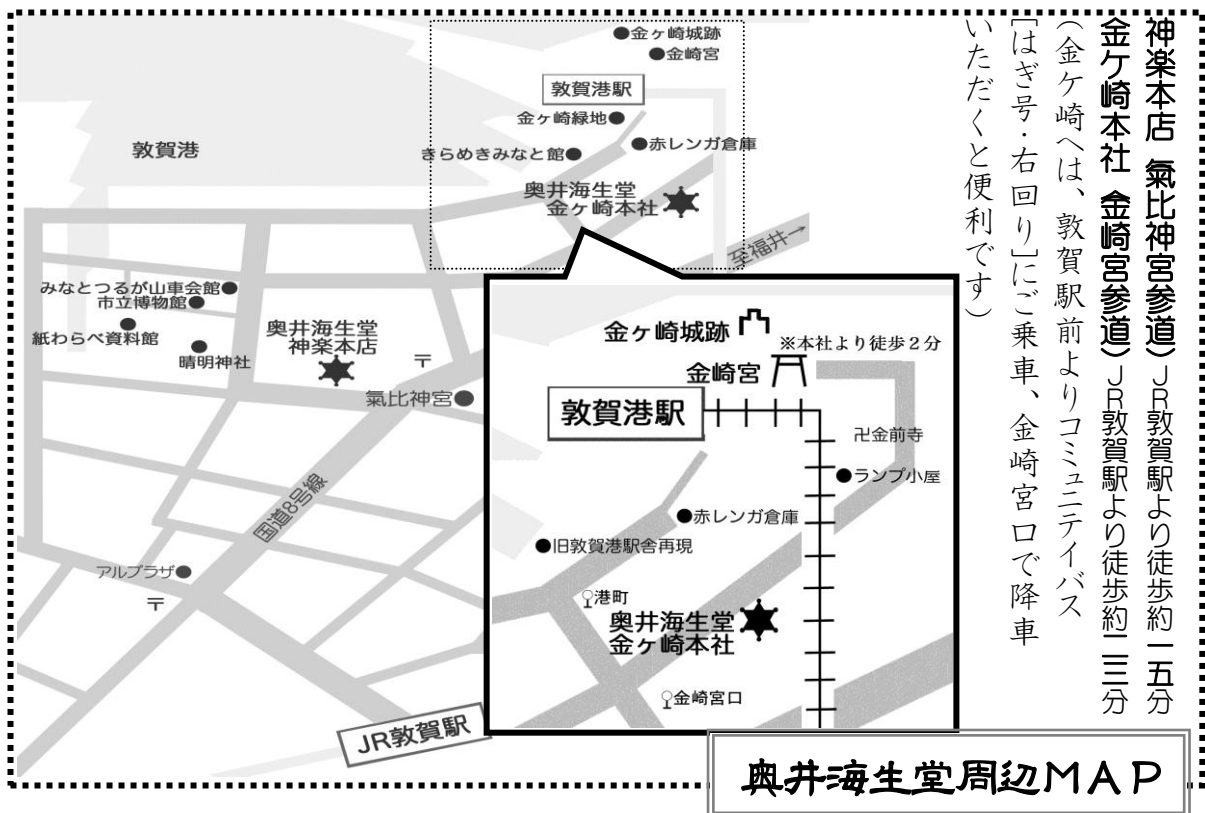 神楽本店 氣比神宮参道)JR敦賀駅より徒歩約一五分
金ケ崎本社 金崎宮参道)JR敦賀駅より徒歩約二三分
(金ケ崎へは、敦賀駅前よりコミュニテイバス
[はぎ号・右回り]にご乗車、金崎宮口で降車
いただくと便利です)
金ヶ崎城跡
金崎宮
敦賀港駅
金ヶ崎緑地
赤レンガ倉庫
きらめきみなと館
敦賀港
奥井海生堂
金ヶ崎本社
至福井→
みなとつるが山車会館
市立博物館
紙わらべ資料館
晴明神社
奥井海生堂
神楽本店
〒
氣比神宮
国道8号線
アルプラザ
〒
JR敦賀駅
金ヶ崎城跡
※本社より徒歩2分
金崎宮
敦賀港駅
卍金前寺
ランプ小屋
赤レンガ倉庫
旧敦賀港駅舎再現
港町
奥井海生堂
金ヶ崎本社
金崎宮口
奥井海生堂周辺MAP